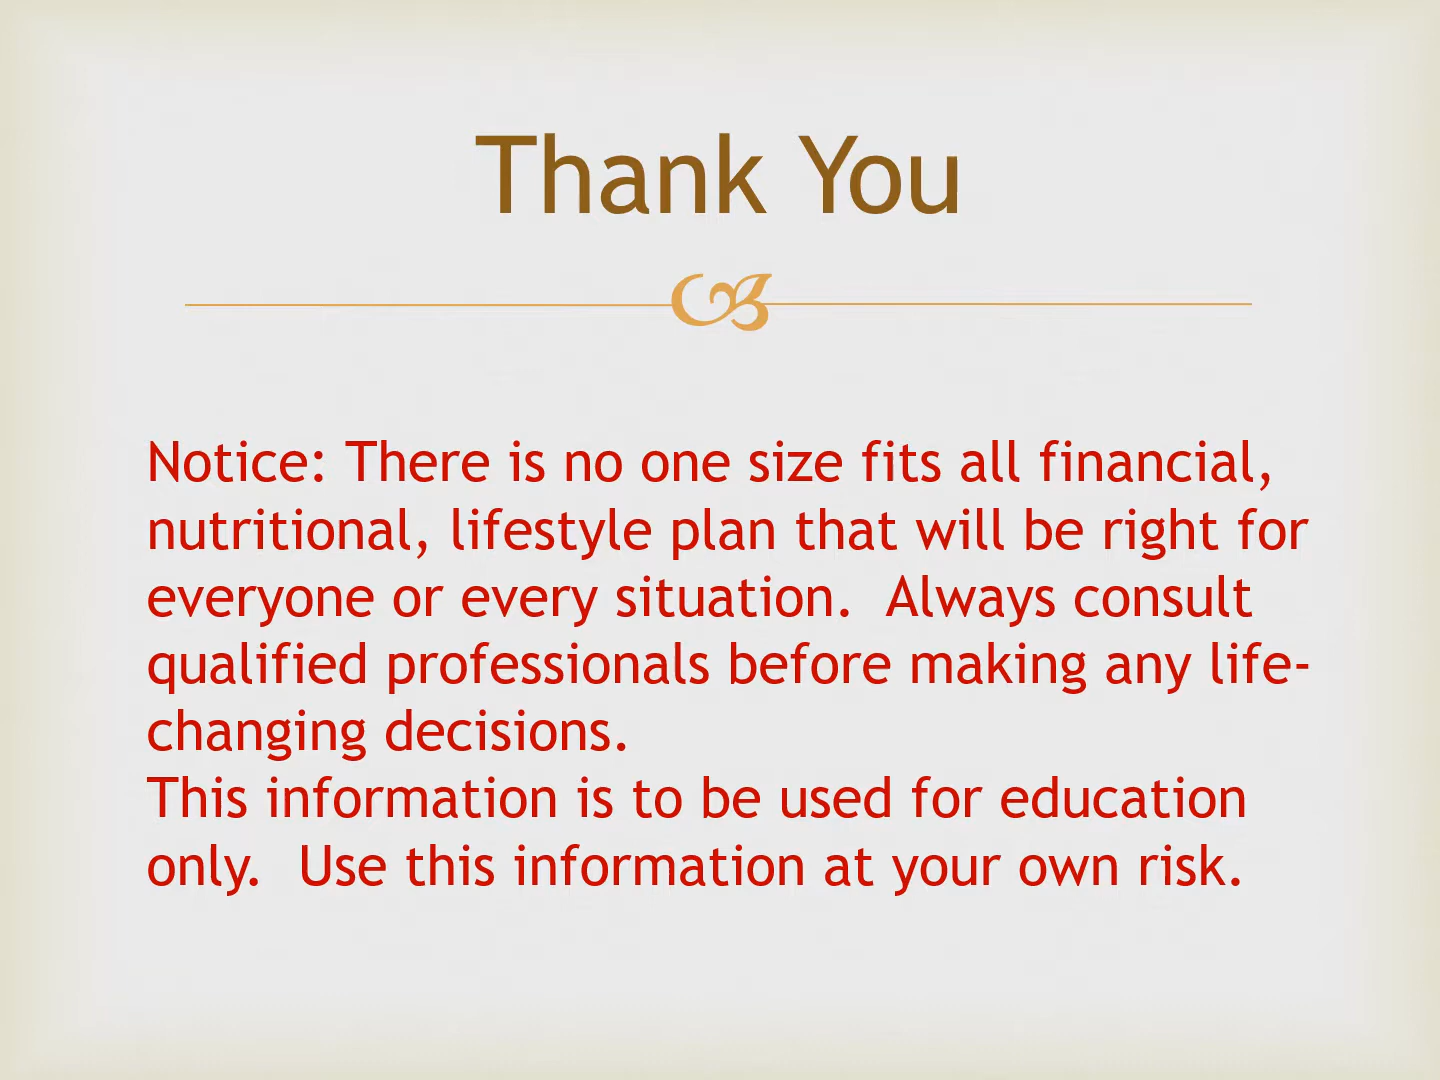 Thank You
Notice: There is no one size fits all financial,
nutritional, lifestyle plan that will be right for
everyone or every situation.  Always consult
qualified professionals before making any life-
changing decisions.
This information is to be used for education
only.  Use this information at your own risk.